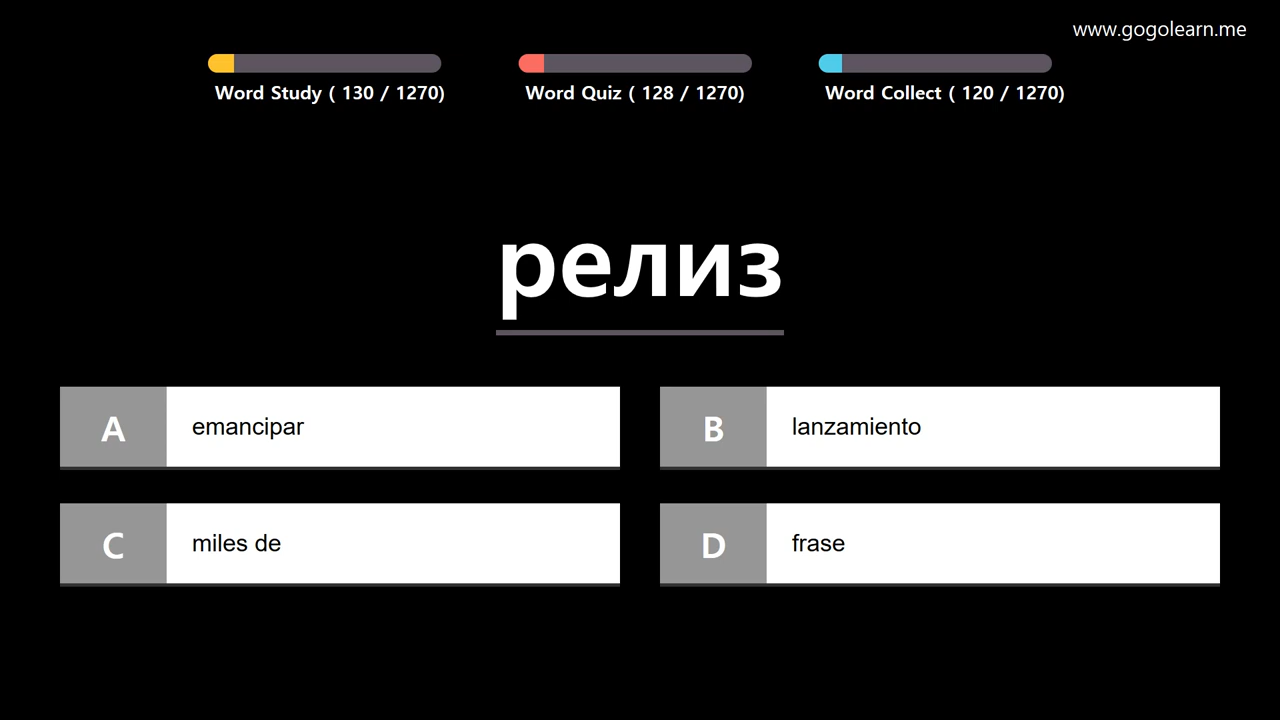 www.gogolearn.me
Word Study ( 130 / 1270)
Word Quiz ( 128 / 1270)
Word Collect ( 120 / 1270)
релиз
A emancipar
B lanzamiento
C miles de
D frase